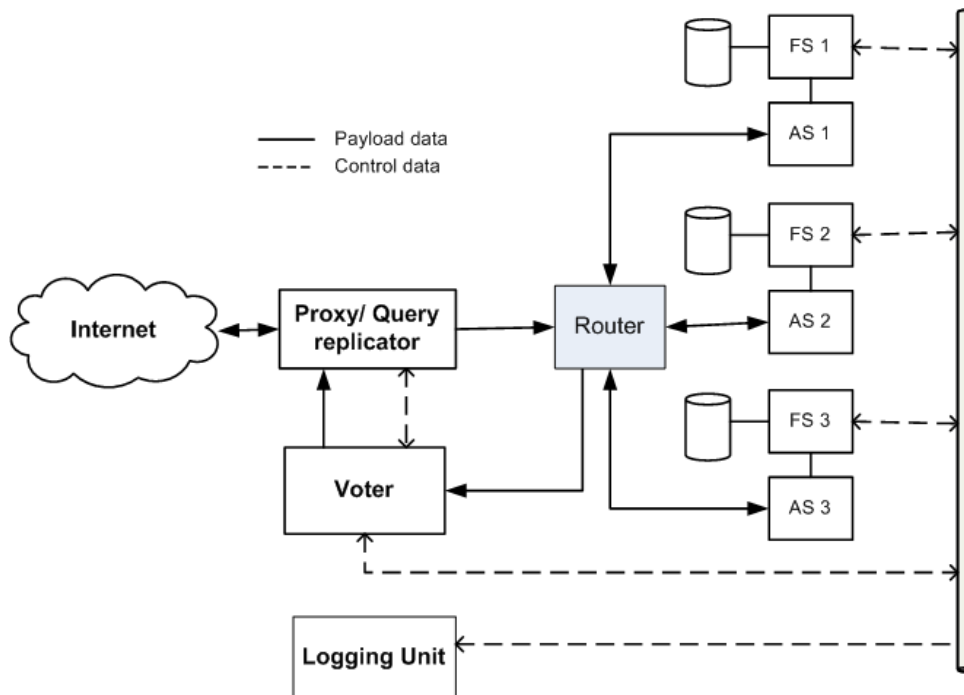 FS 1
Payload data
AS 1
Control data
FS 2
Internet
Proxy/ Query
replicator
Router
AS 2
FS 3
Voter
AS 3
Logging Unit